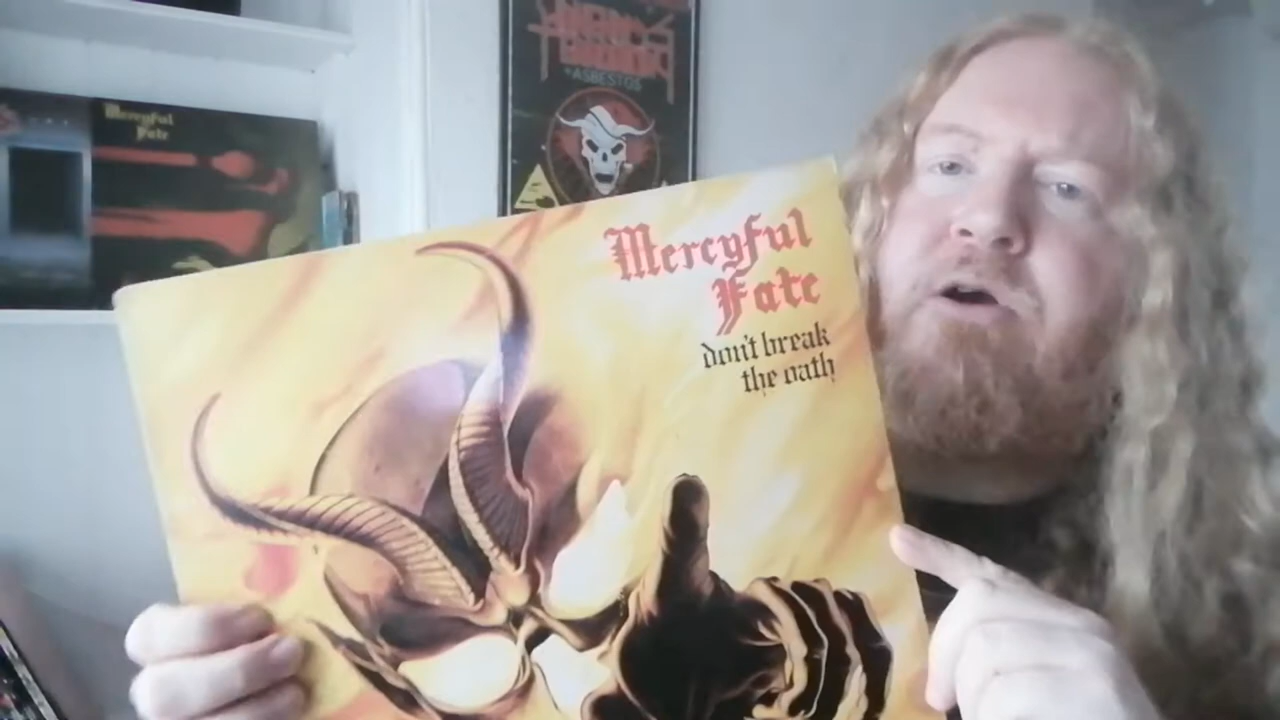 Mercyful
Fate
+ASBESTOS
Mercyful
Fate
don't break
the oath